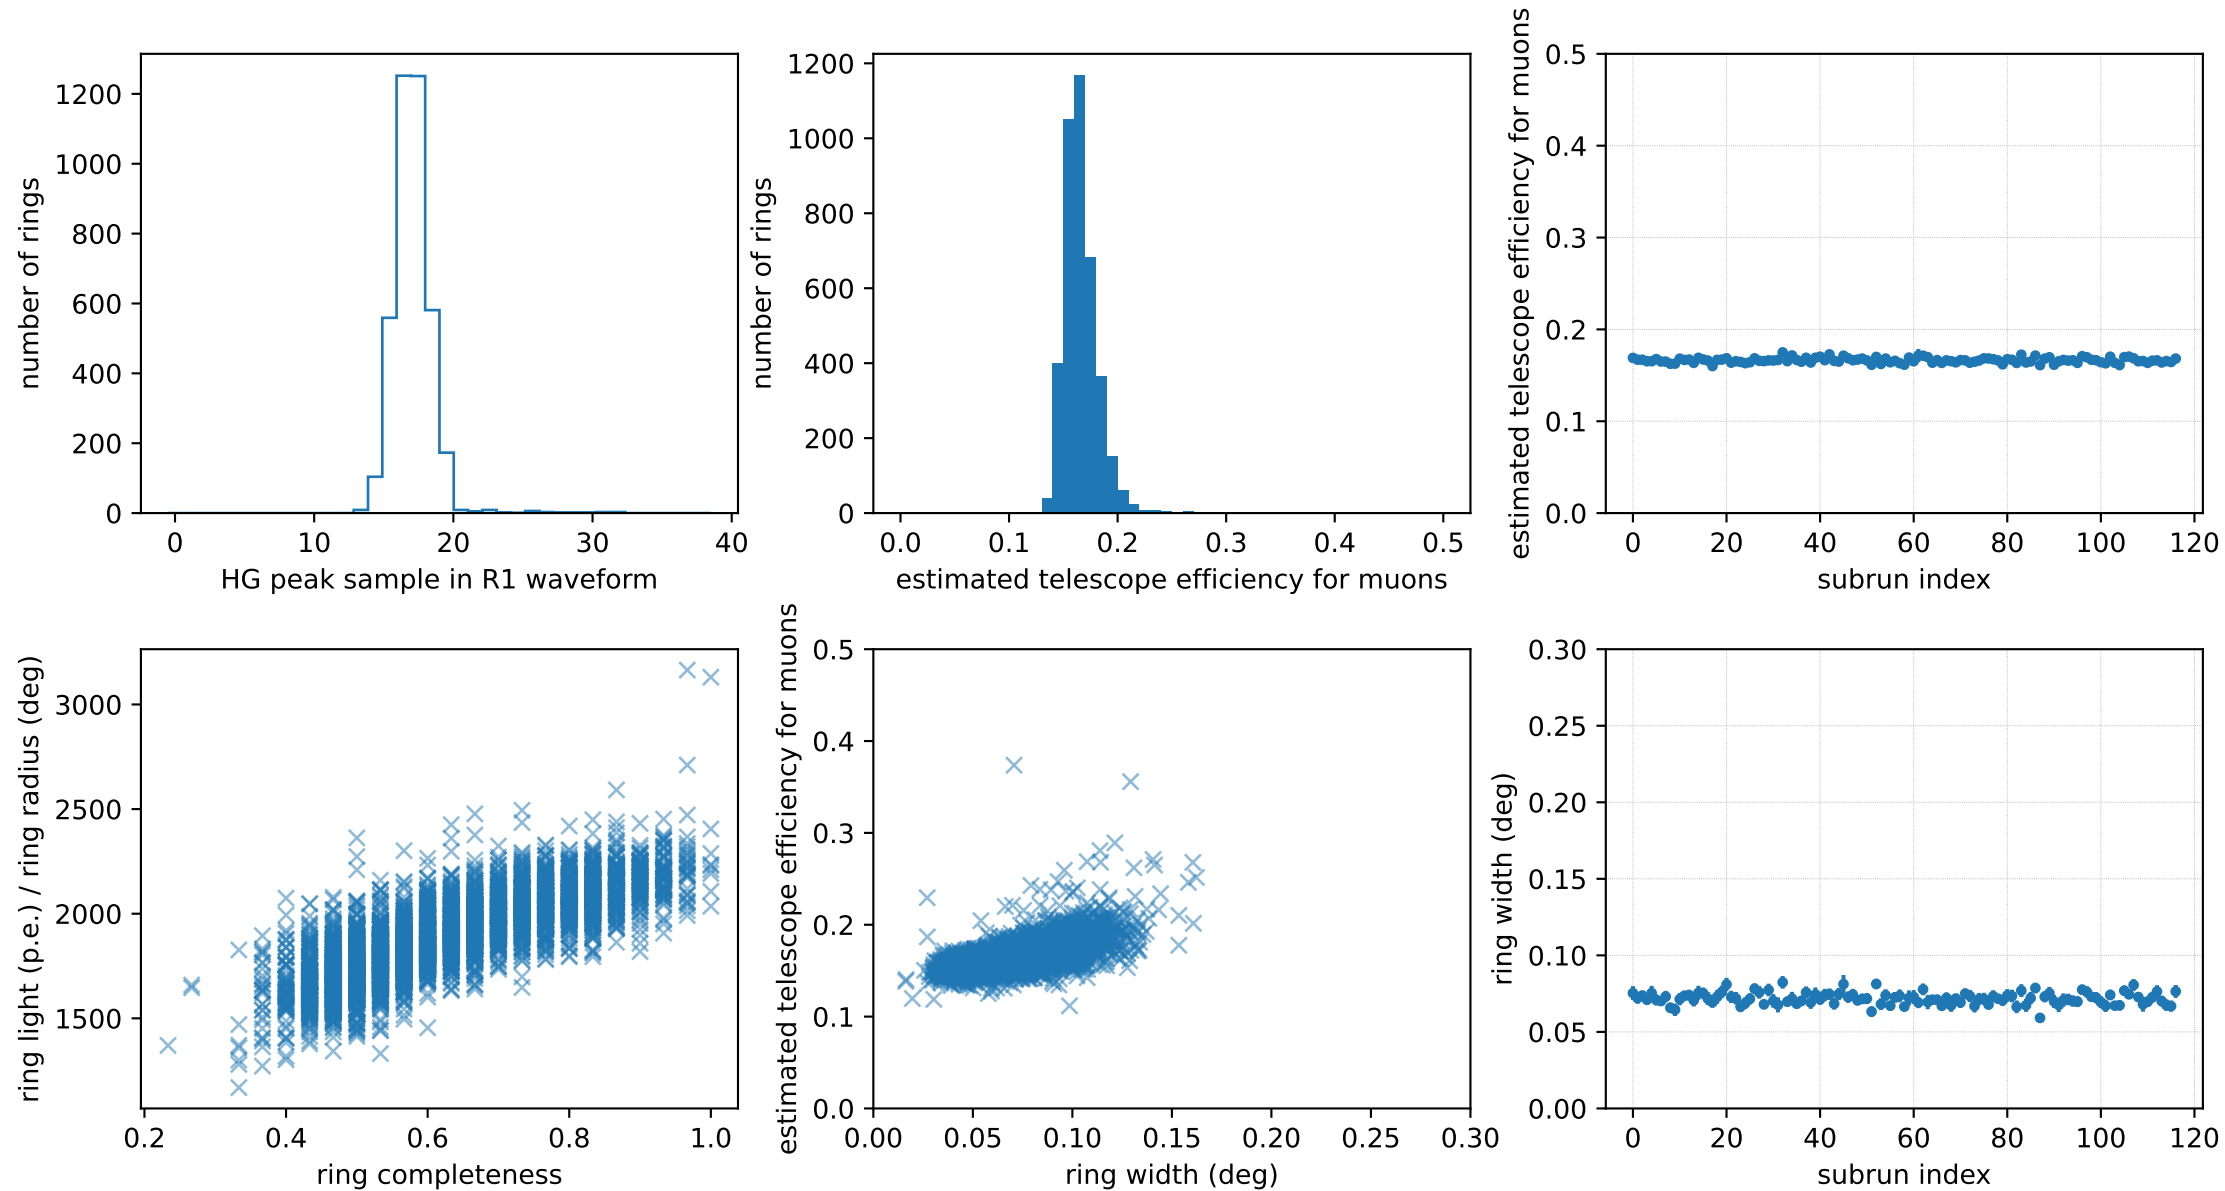 number of rings
1200
1000
800
600
400
200
0
0 10 20 30 40
HG peak sample in R1 waveform
number of rings
1200
1000
800
600
400
200
0
0.0 0.1 0.2 0.3 0.4 0.5
estimated telescope efficiency for muons
estimated telescope efficiency for muons
0.5
0.4
0.3
0.2
0.1
0.0
0 20 40 60 80 100 120
subrun index
ring light (p.e.) / ring radius (deg)
3000
2500
2000
1500
0.2 0.4 0.6 0.8 1.0
ring completeness
estimated telescope efficiency for muons
0.5
0.4
0.3
0.2
0.1
0.0
0.00 0.05 0.10 0.15 0.20 0.25 0.30
ring width (deg)
ring width (deg)
0.30
0.25
0.20
0.15
0.10
0.05
0.00
0 20 40 60 80 100 120
subrun index